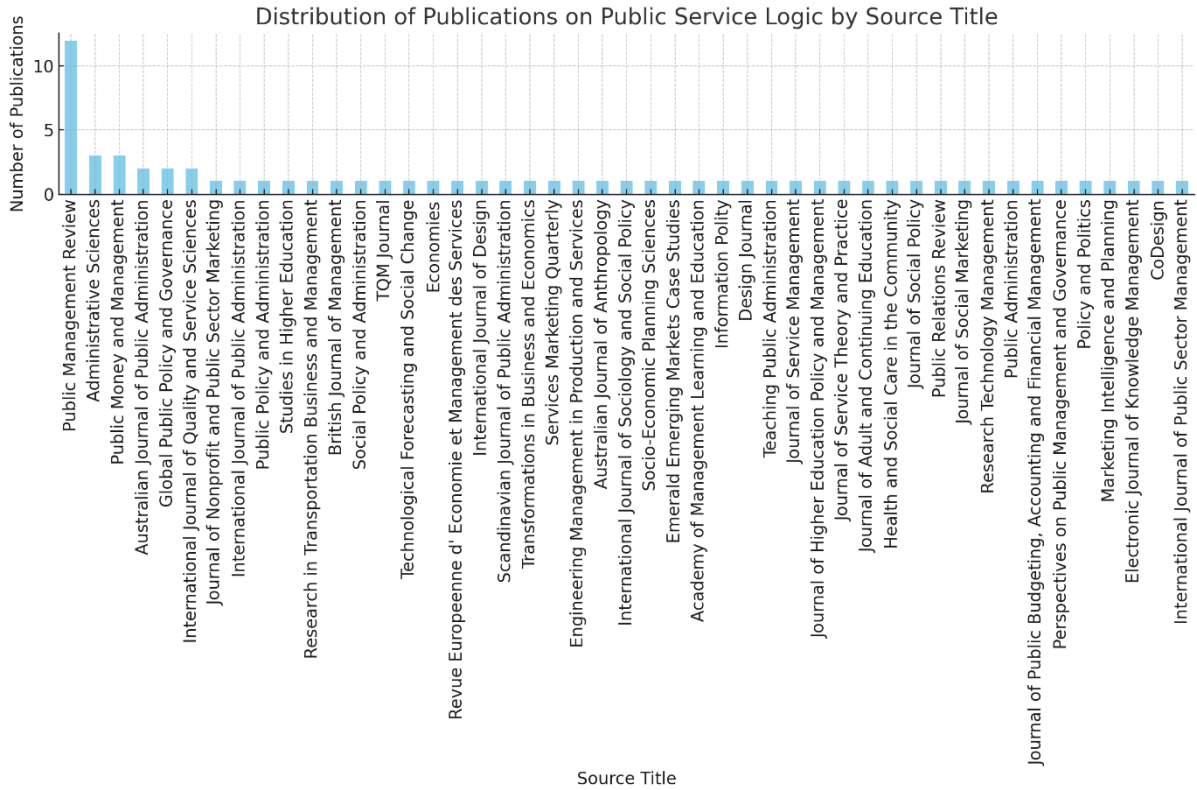 Distribution of Publications on Public Service Logic by Source Title
Number of Publications
10
5
0
Public Management Review
Administrative Sciences
Public Money and Management
Australian Journal of Public Administration
Global Public Policy and Governance
International Journal of Quality and Service Sciences
Journal of Nonprofit and Public Sector Marketing
International Journal of Public Administration
Public Policy and Administration
Studies in Higher Education
Research in Transportation Business and Management
British Journal of Management
Social Policy and Administration
TQM Journal
Technological Forecasting and Social Change
Economies
Revue Europeenne d' Economie et Management des Services
International Journal of Design
Scandinavian Journal of Public Administration
Transformations in Business and Economics
Services Marketing Quarterly
Engineering Management in Production and Services
Australian Journal of Anthropology
International Journal of Sociology and Social Policy
Socio-Economic Planning Sciences
Emerald Emerging Markets Case Studies
Academy of Management Learning and Education
Information Polity
Design Journal
Teaching Public Administration
Journal of Service Management
Journal of Higher Education Policy and Management
Journal of Service Theory and Practice
Journal of Adult and Continuing Education
Health and Social Care in the Community
Journal of Social Policy
Public Relations Review
Journal of Social Marketing
Research Technology Management
Public Administration
Journal of Public Budgeting, Accounting and Financial Management
Perspectives on Public Management and Governance
Policy and Politics
Marketing Intelligence and Planning
Electronic Journal of Knowledge Management
CoDesign
International Journal of Public Sector Management
Source Title